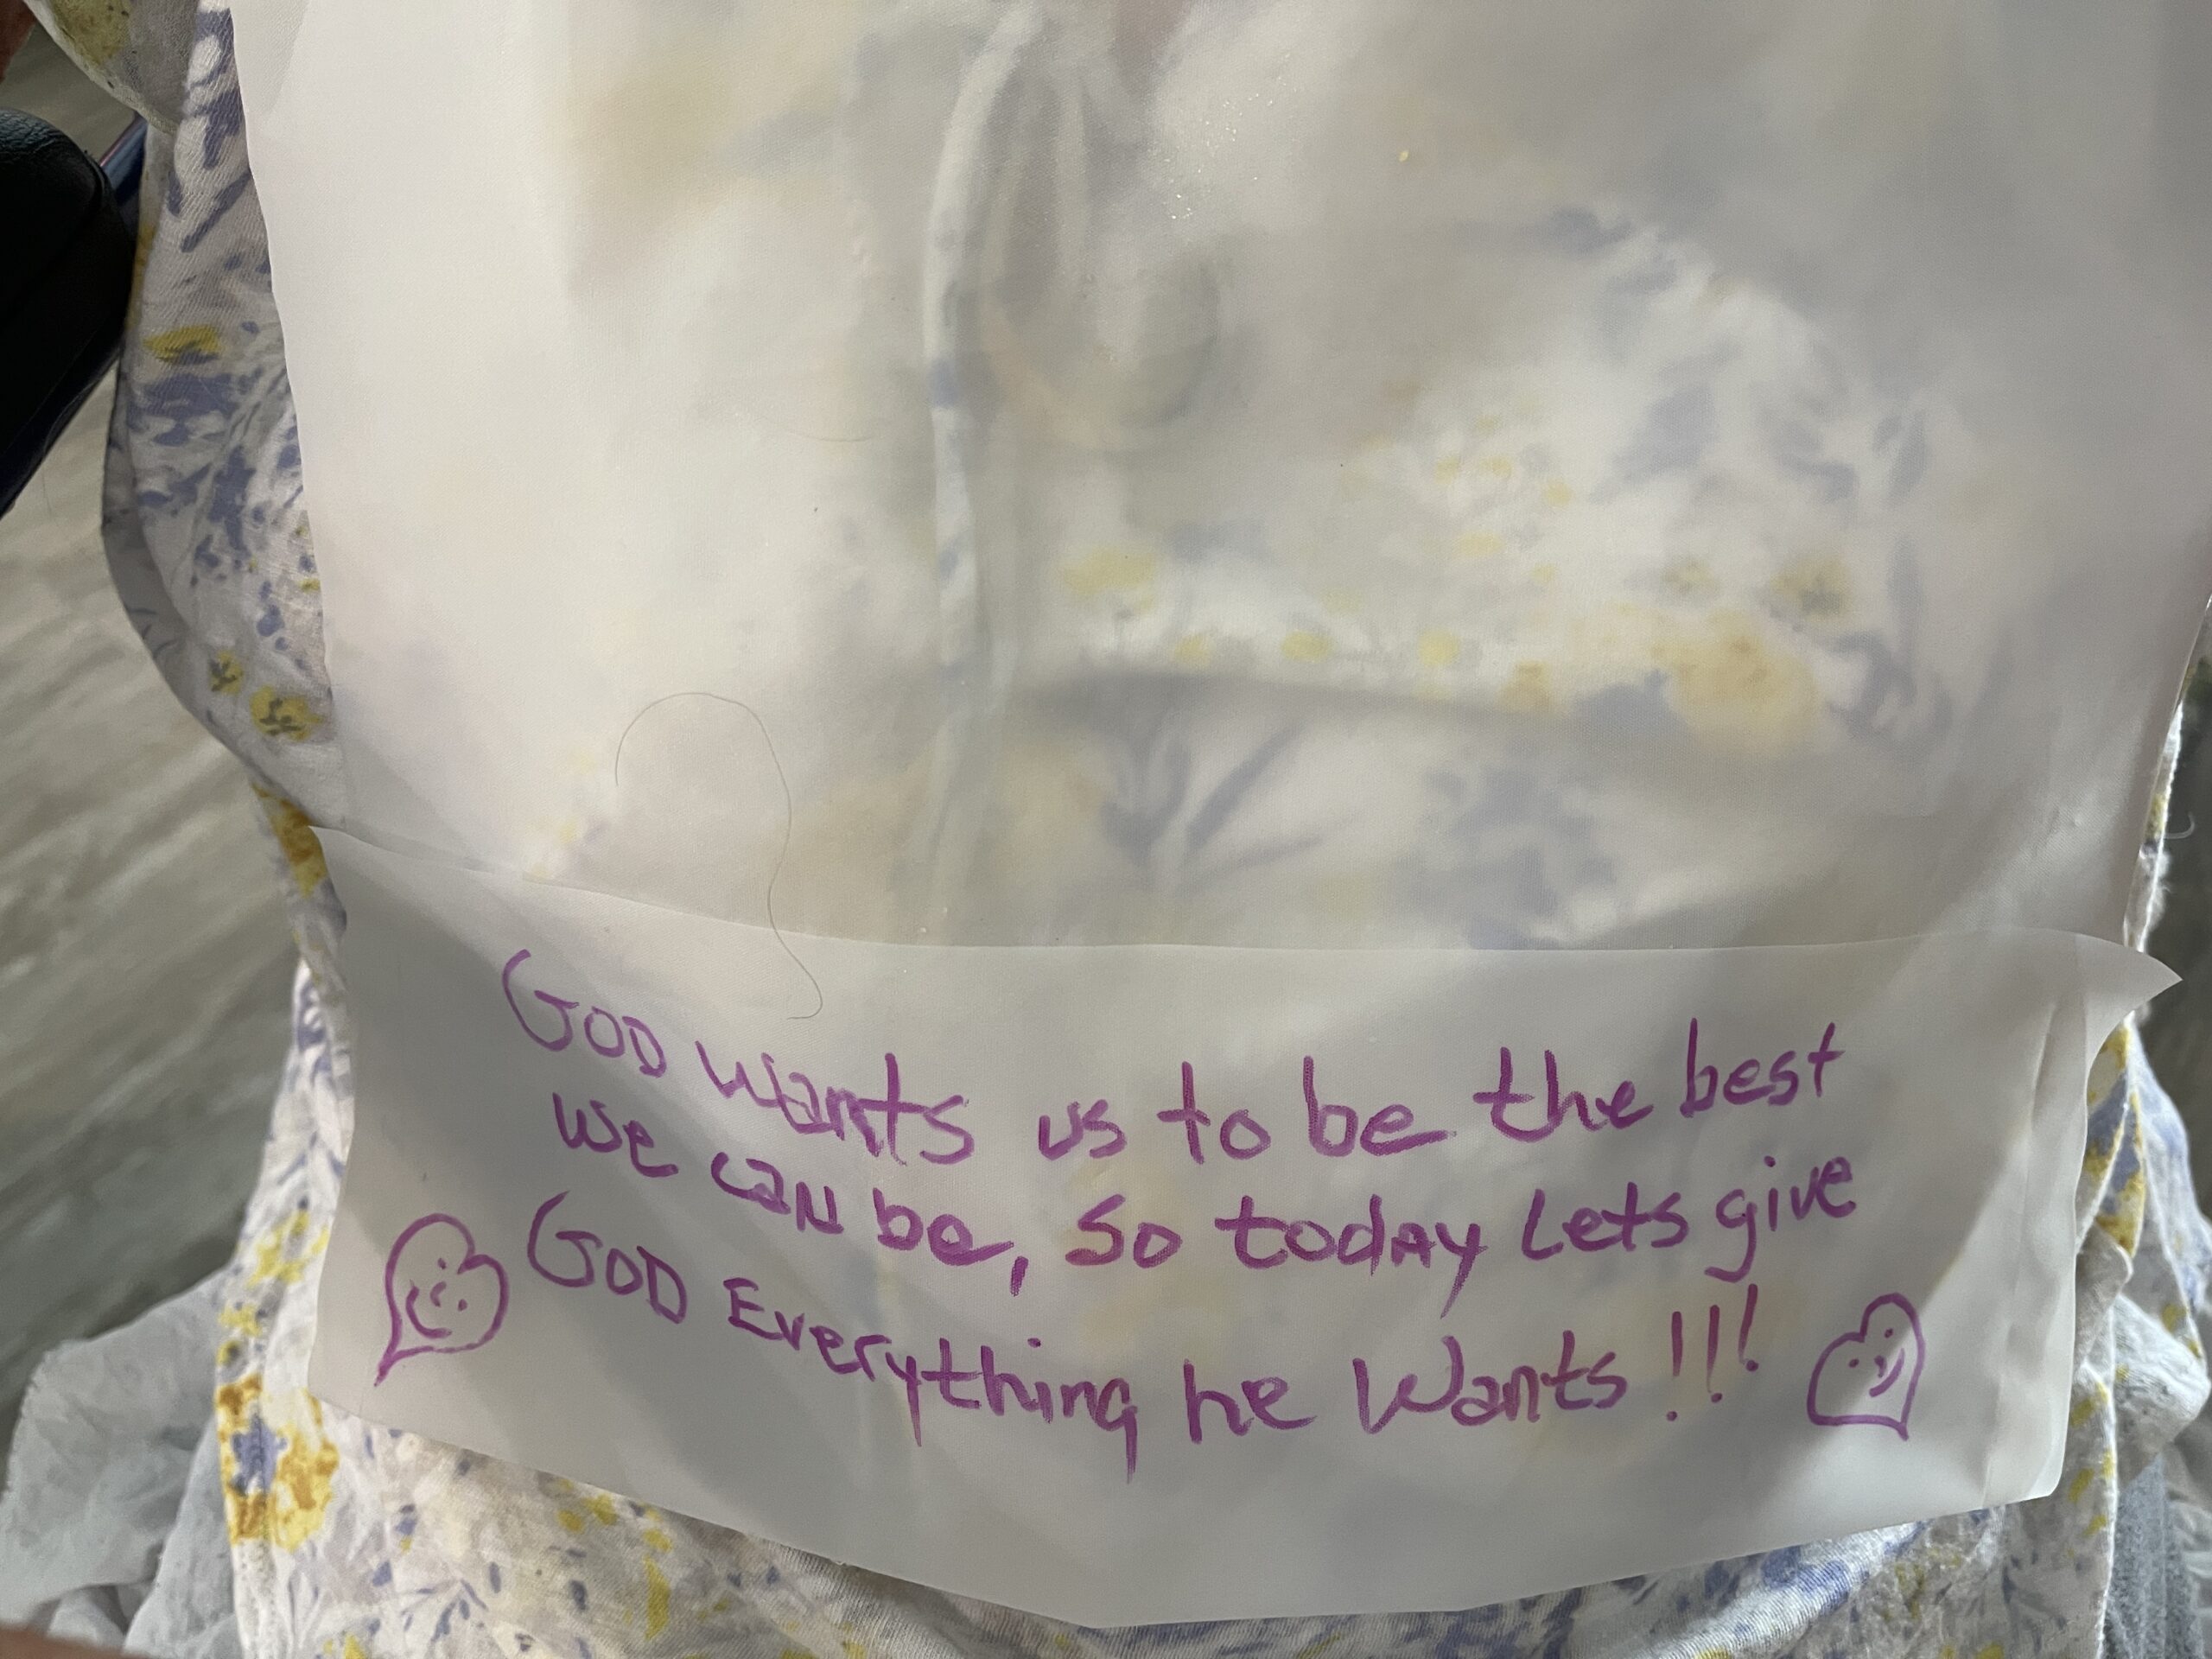 GOD wants us to be the best
we can be, so today Lets give
GOD Everything he Wants !!!